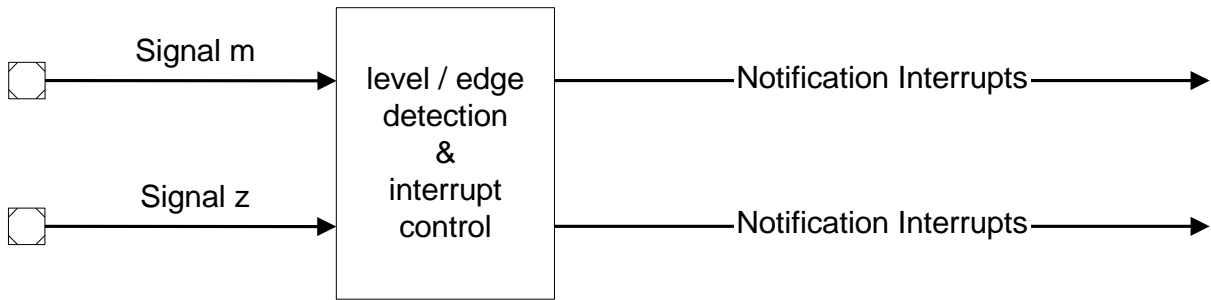 Signal m
Notification Interrupts
level / edge
detection
&
interrupt
control
Signal z
Notification Interrupts